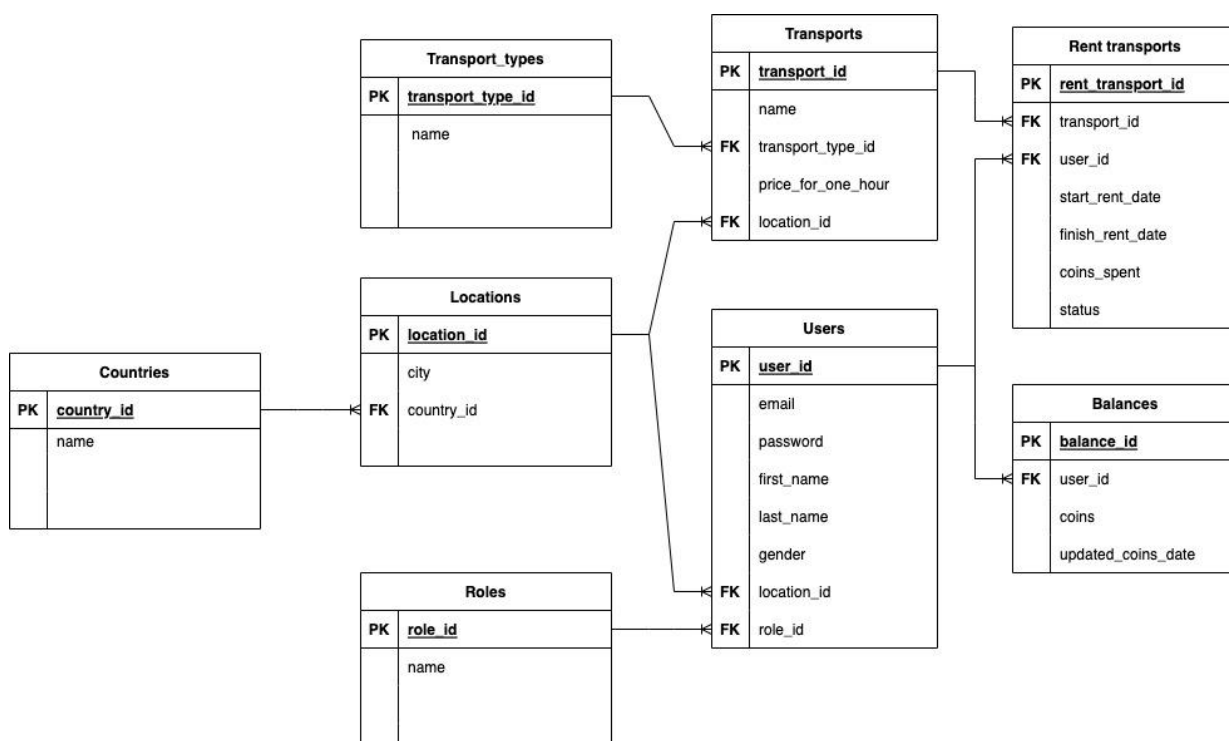 Transport_types
PK transport_type_id
name
Transports
PK transport_id
name
FK transport_type_id
price_for_one_hour
FK location_id
Rent transports
PK rent_transport_id
FK transport_id
FK user_id
start_rent_date
finish_rent_date
coins_spent
status
Countries
PK country_id
name
Locations
PK location_id
city
FK country_id
Users
PK user_id
email
password
first_name
last_name
gender
FK location_id
FK role_id
Balances
PK balance_id
FK user_id
coins
updated_coins_date
Roles
PK role_id
name